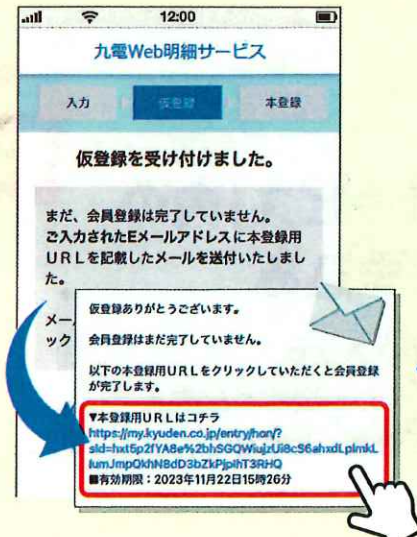 12:00
九電Web明細サービス
入力
仮登録
本登録
仮登録を受け付けました。
まだ、会員登録は完了していません。
ご入力されたEメールアドレスに本登録用
URLを記載したメールを送付いたしまし
た。
メー
ック
仮登録ありがとうございます。
会員登録はまだ完了していません。
以下の本登録用URLをクリックしていただくと会員登録
が完了します。
▼本登録用URLはコチラ
https://my.kyuden.co.jp/entry/hon/?
■有効期限:2023年11月22日15時26分